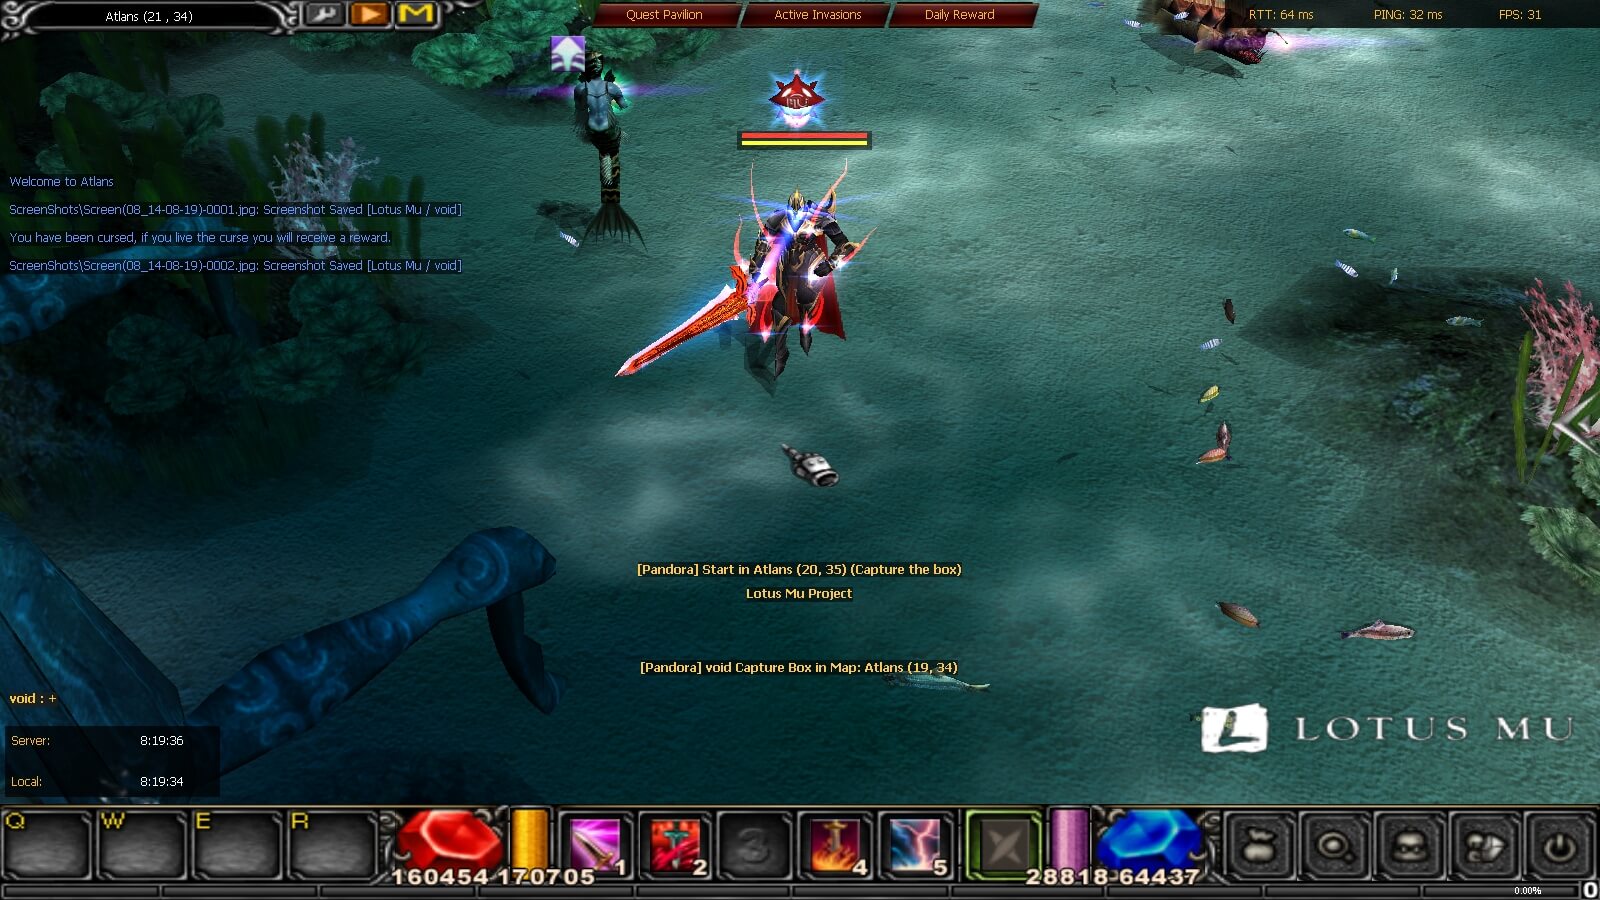 Atlans (21 , 34)
Quest Pavilion
Active Invasions
Daily Reward
RTT: 64 ms
PING: 32 ms
FPS: 31
MU
Welcome to Atlans
ScreenShots\Screen(08_14-08-19)-0001.jpg: Screenshot Saved [Lotus Mu / void]
You have been cursed, if you live the curse you will receive a reward.
ScreenShots\Screen(08_14-08-19)-0002.jpg: Screenshot Saved [Lotus Mu / void]
[Pandora] Start in Atlans (20, 35) (Capture the box)
Lotus Mu Project
[Pandora] void Capture Box in Map: Atlans (19, 34)
void : +
Server: 8:19:36
Local: 8:19:34
L LOTUS MU
Q W E R
1 2 3 4 5
160454 170705
28818 64437
0.00% 0